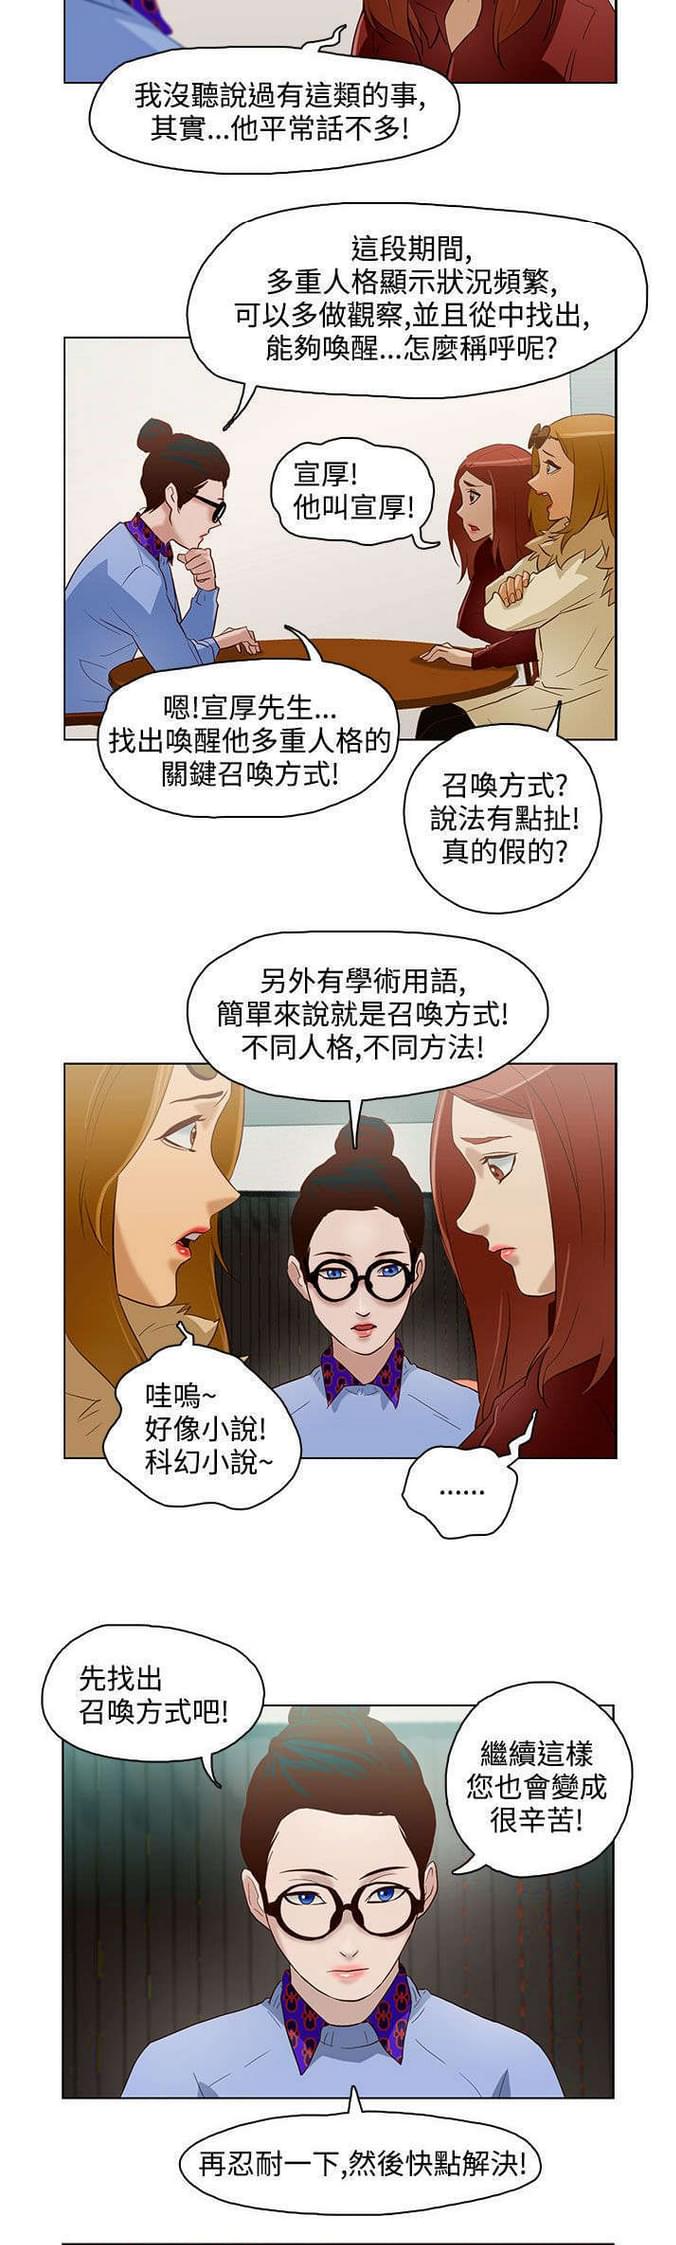 我沒聽說過有這類的事,
其實...他平常話不多!
這段期間,
多重人格顯示狀況頻繁,
可以多做觀察,並且從中找出,
能夠喚醒...怎麼稱呼呢?
宣厚!
他叫宣厚!
嗯!宣厚先生...
找出喚醒他多重人格的
關鍵召喚方式!
召喚方式?
說法有點扯!
真的假的?
另外有學術用語,
簡單來說就是召喚方式!
不同人格,不同方法!
哇嗚~
好像小說!
科幻小說~
......
先找出
召喚方式吧!
繼續這樣
您也會變成
很辛苦!
再忍耐一下,然後快點解決!